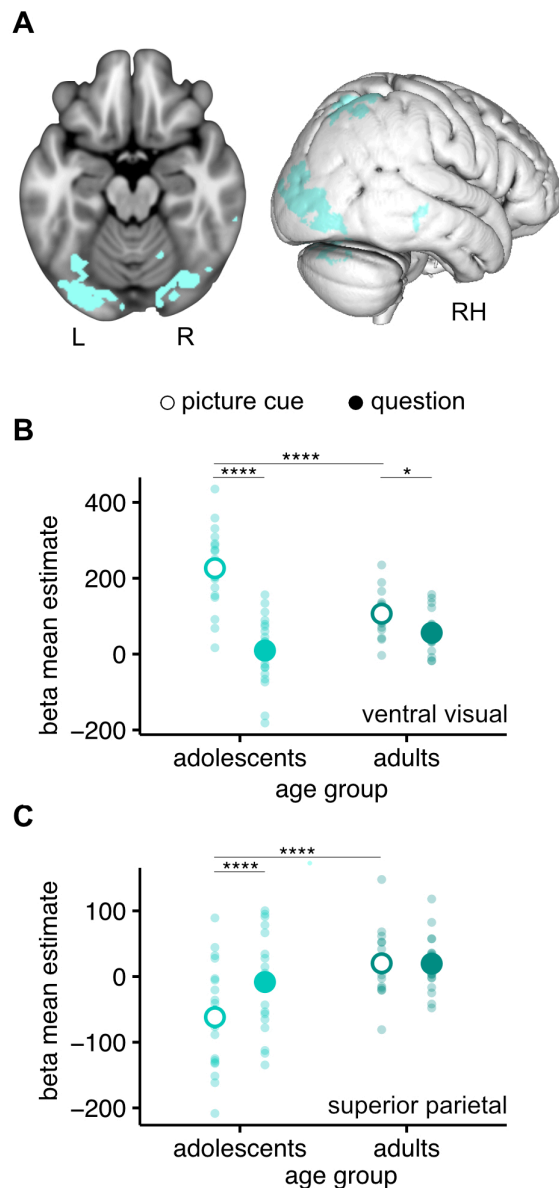 A
L
R
RH
picture cue
question
B
****
****
*
beta mean estimate
400
200
0
−200
ventral visual
adolescents
adults
age group
C
****
****
beta mean estimate
100
0
−100
−200
superior parietal
adolescents
adults
age group